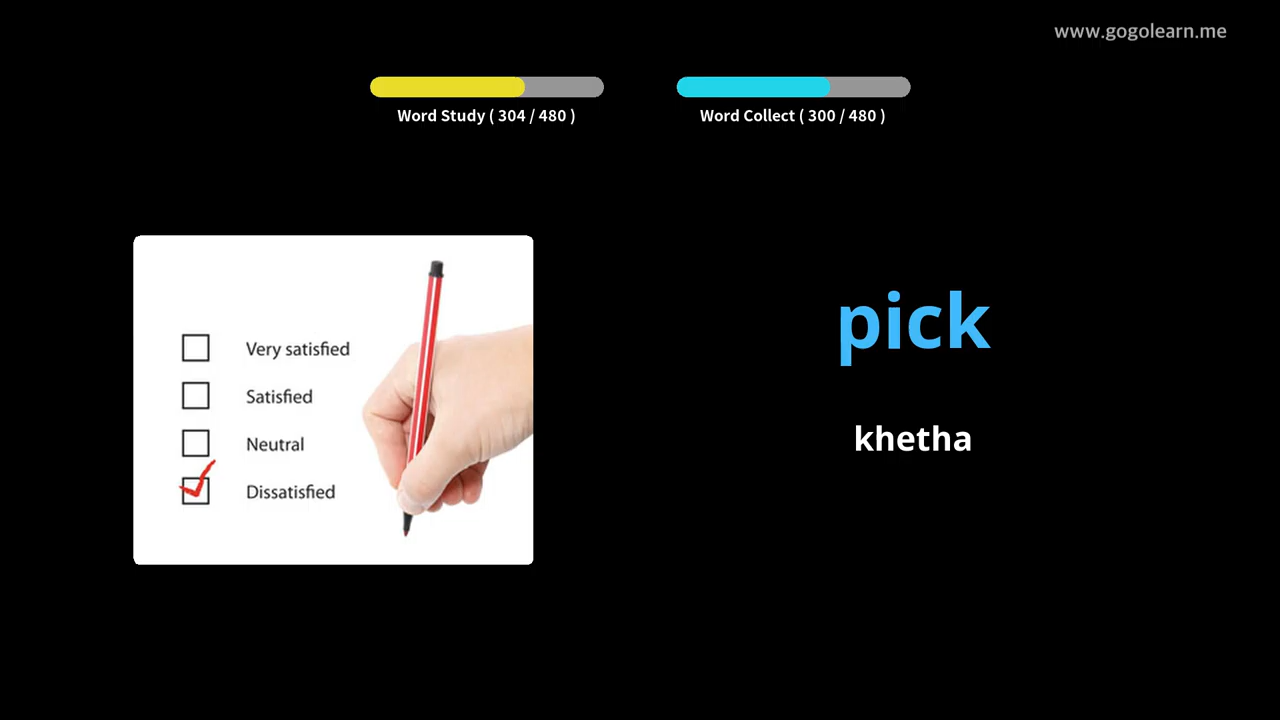 www.gogolearn.me
Word Study ( 304 / 480 )
Word Collect ( 300 / 480 )
Very satisfied
Satisfied
Neutral
Dissatisfied
pick
khetha